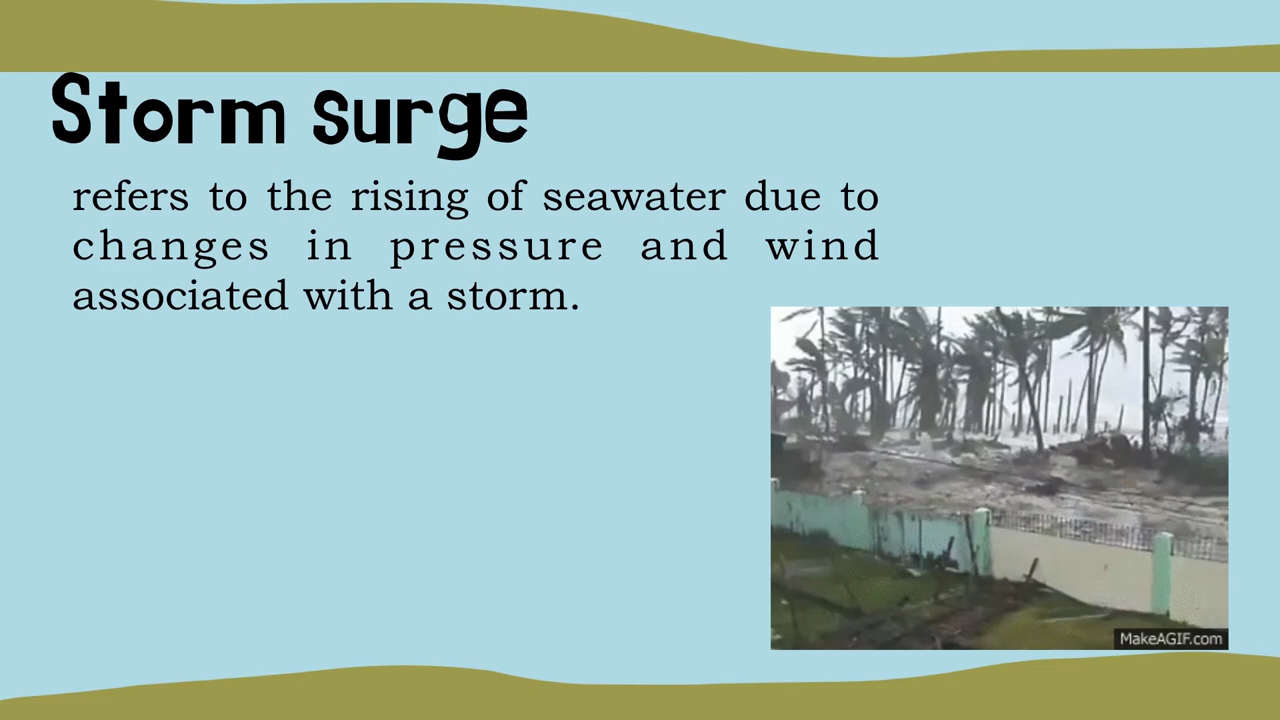 Storm surge
refers to the rising of seawater due to
changes in pressure and wind
associated with a storm.
MakeAGIF.com